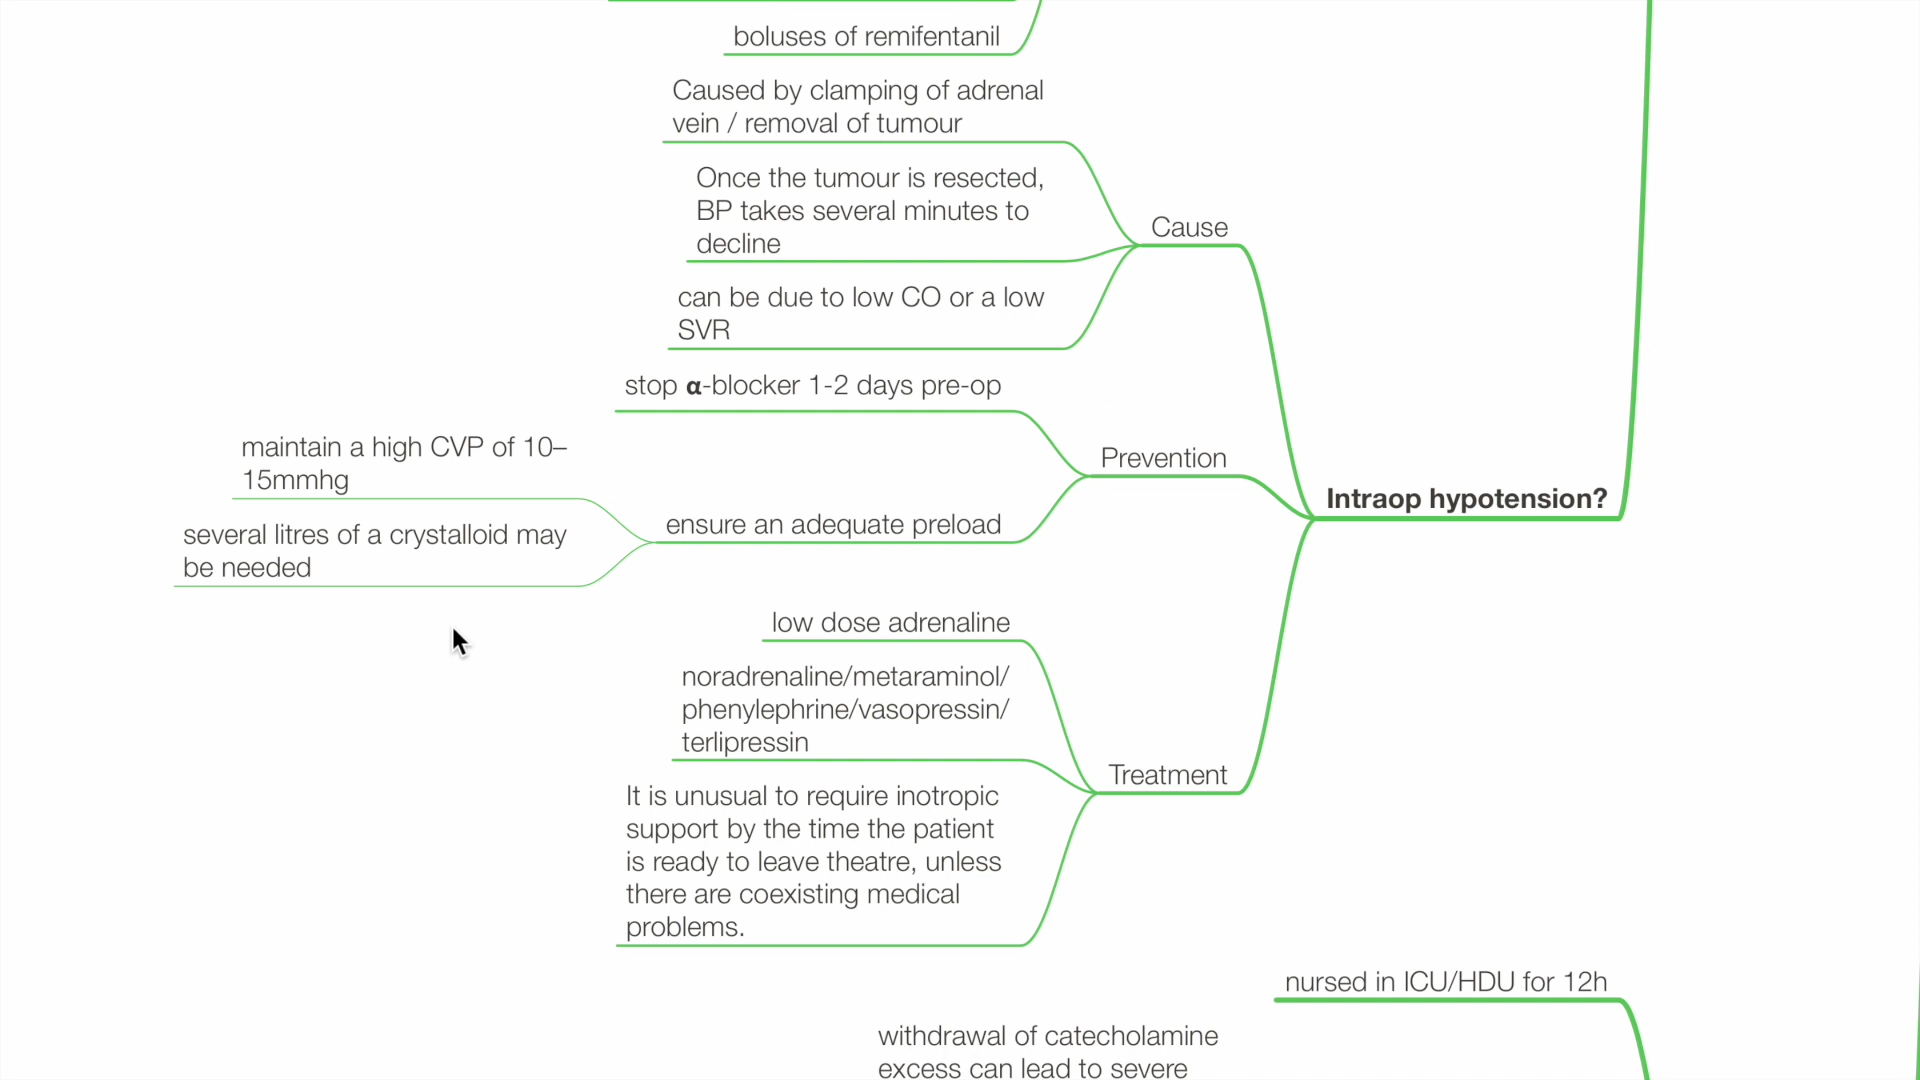 boluses of remifentanil
Caused by clamping of adrenal
vein / removal of tumour
Once the tumour is resected,
BP takes several minutes to
decline
can be due to low CO or a low
SVR
Cause
stop α-blocker 1-2 days pre-op
maintain a high CVP of 10–
15mmhg
several litres of a crystalloid may
be needed
ensure an adequate preload
Prevention
Intraop hypotension?
low dose adrenaline
noradrenaline/metaraminol/
phenylephrine/vasopressin/
terlipressin
It is unusual to require inotropic
support by the time the patient
is ready to leave theatre, unless
there are coexisting medical
problems.
Treatment
nursed in ICU/HDU for 12h
withdrawal of catecholamine
excess can lead to severe